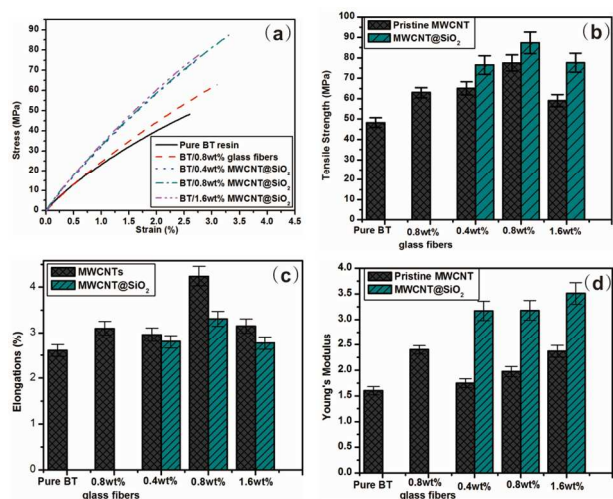 (a)
Stress (MPa)
95
90
80
70
60
50
40
30
20
10
0
Pure BT resin
BT/0.8wt% glass fibers
BT/0.4wt% MWCNT@SiO₂
BT/0.8wt% MWCNT@SiO₂
BT/1.6wt% MWCNT@SiO₂
0.0 0.5 1.0 1.5 2.0 2.5 3.0 3.5 4.0 4.5
Strain (%)
(b)
Tensile Strength (MPa)
Pristine MWCNT
MWCNT@SiO₂
100
90
80
70
60
50
40
30
20
10
0
Pure BT 0.8wt% 0.4wt% 0.8wt% 1.6wt%
glass fibers
(c)
Elongations (%)
MWCNTs
MWCNT@SiO₂
4
3
2
1
0
Pure BT 0.8wt% 0.4wt% 0.8wt% 1.6wt%
glass fibers
(d)
Young's Modulus
Pristine MWCNT
MWCNT@SiO₂
4.0
3.5
3.0
2.5
2.0
1.5
1.0
0.5
0.0
Pure BT 0.8wt% 0.4wt% 0.8wt% 1.6wt%
glass fibers